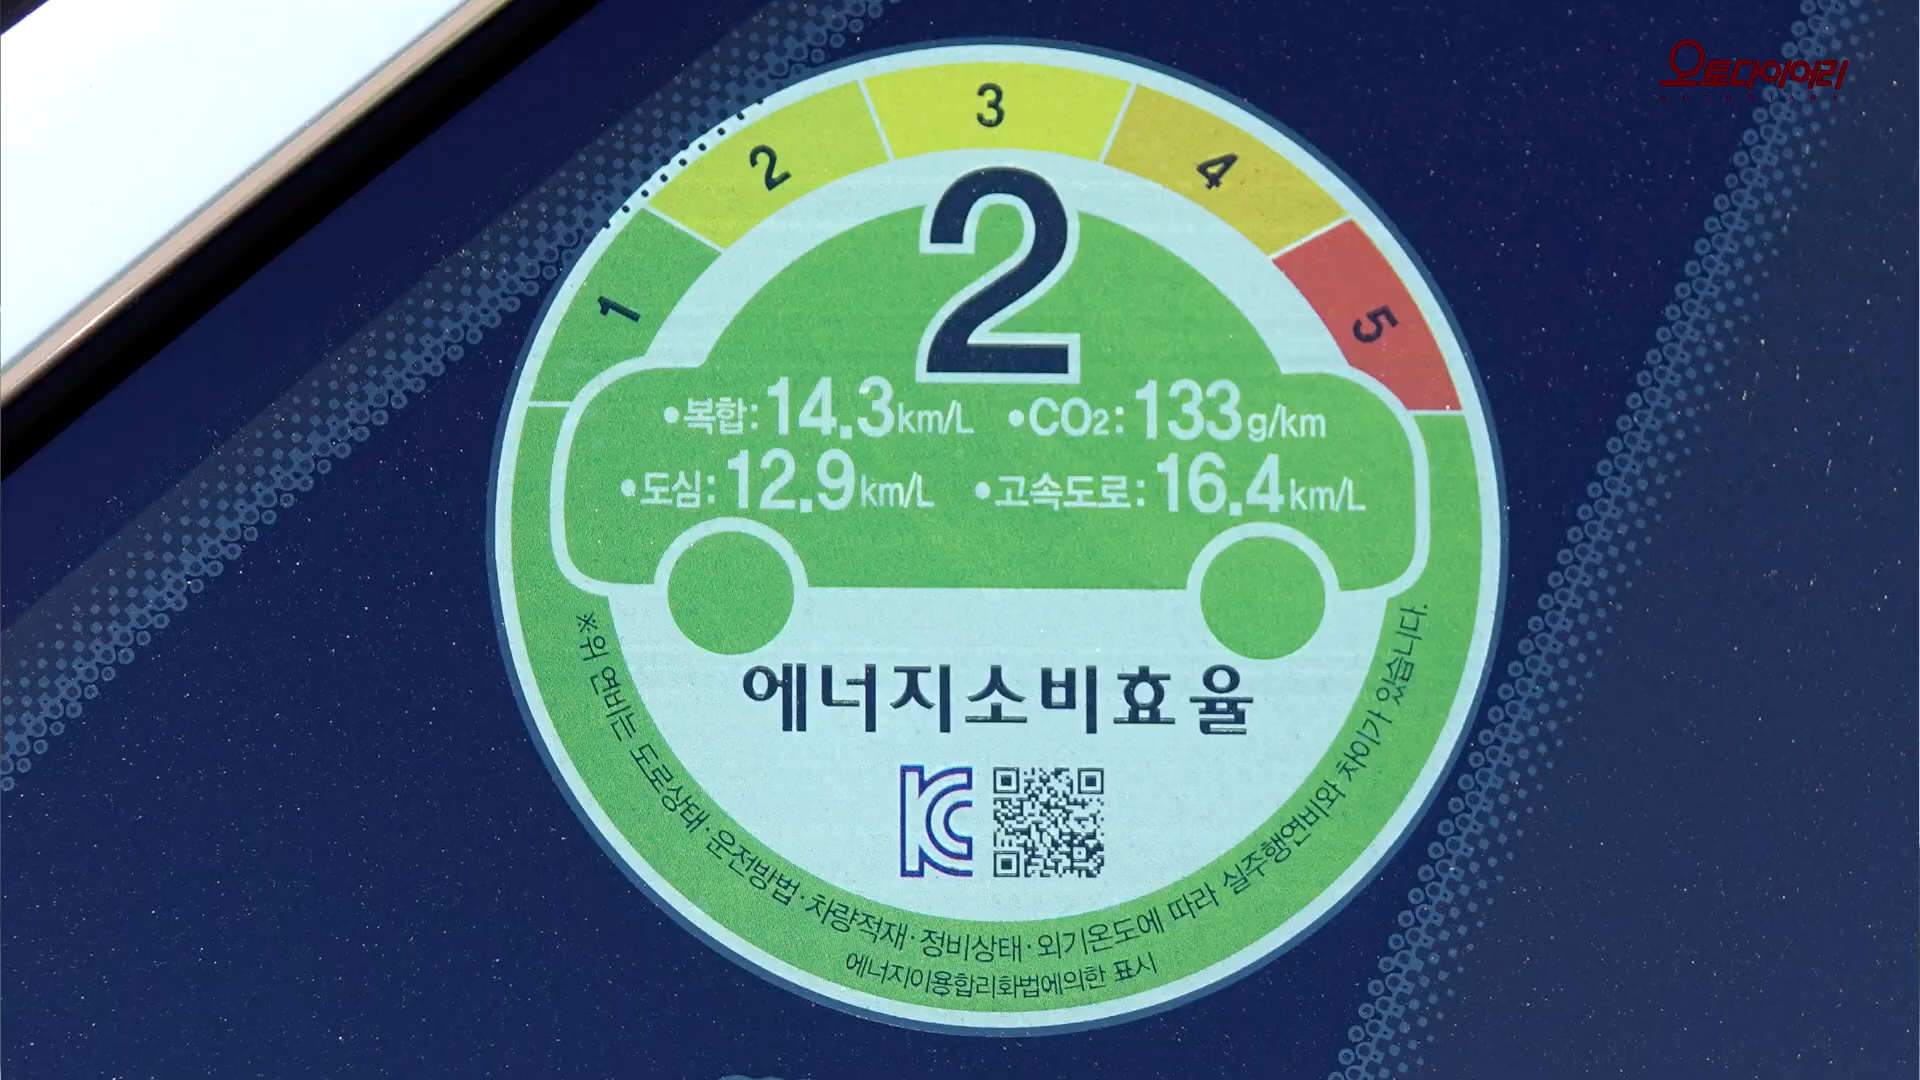 오토다이어리
AUTODIARY
1
2
3
4
5
2
•복합: 14.3km/L •CO2: 133g/km
•도심: 12.9km/L •고속도로: 16.4km/L
에너지소비효율
KC
※위 연비는 도로상태·운전방법·차량적재·정비상태·외기온도에 따라 실주행연비와 차이가 있습니다.
에너지이용합리화법에의한 표시